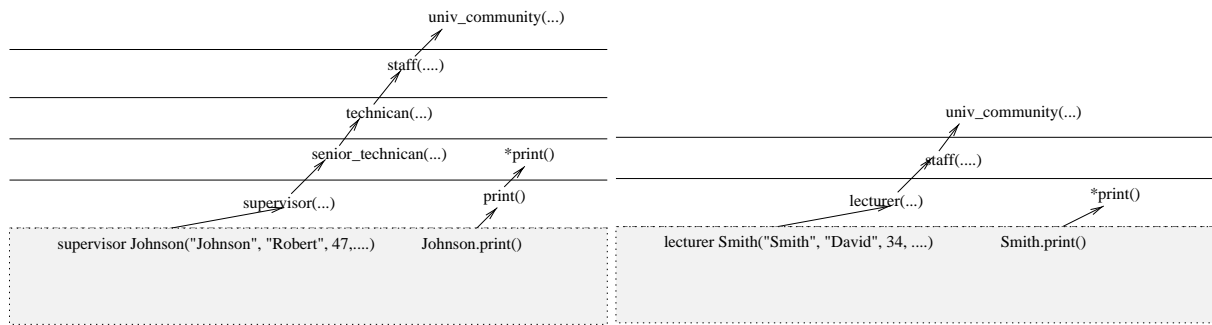 univ_community(...)
staff(....)
technican(...)
senior_technican(...)
*print()
print()
supervisor(...)
supervisor Johnson("Johnson", "Robert", 47,....)
Johnson.print()
univ_community(...)
staff(....)
lecturer(...)
*print()
lecturer Smith("Smith", "David", 34, ....)
Smith.print()